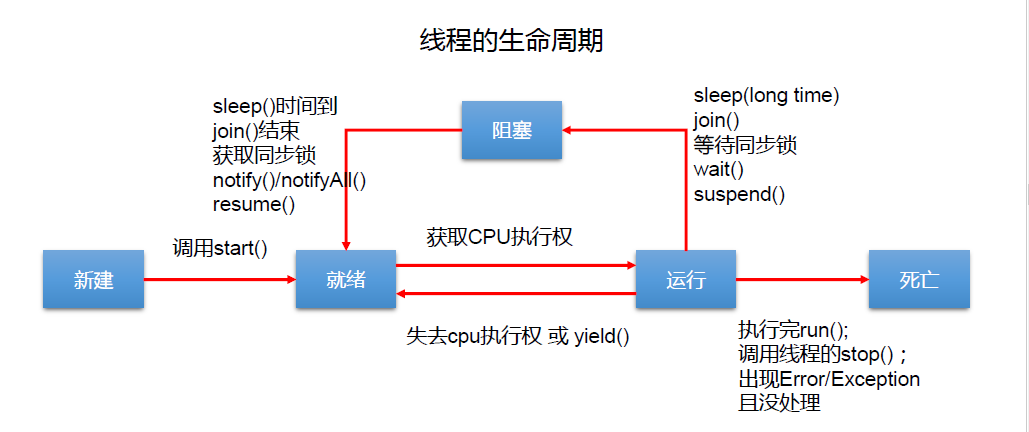 线程的生命周期
sleep()时间到
join()结束
获取同步锁
notify()/notifyAll()
resume()
阻塞
sleep(long time)
join()
等待同步锁
wait()
suspend()
调用start()
获取CPU执行权
新建
就绪
运行
死亡
失去cpu执行权 或 yield()
执行完run();
调用线程的stop() ;
出现Error/Exception
且没处理